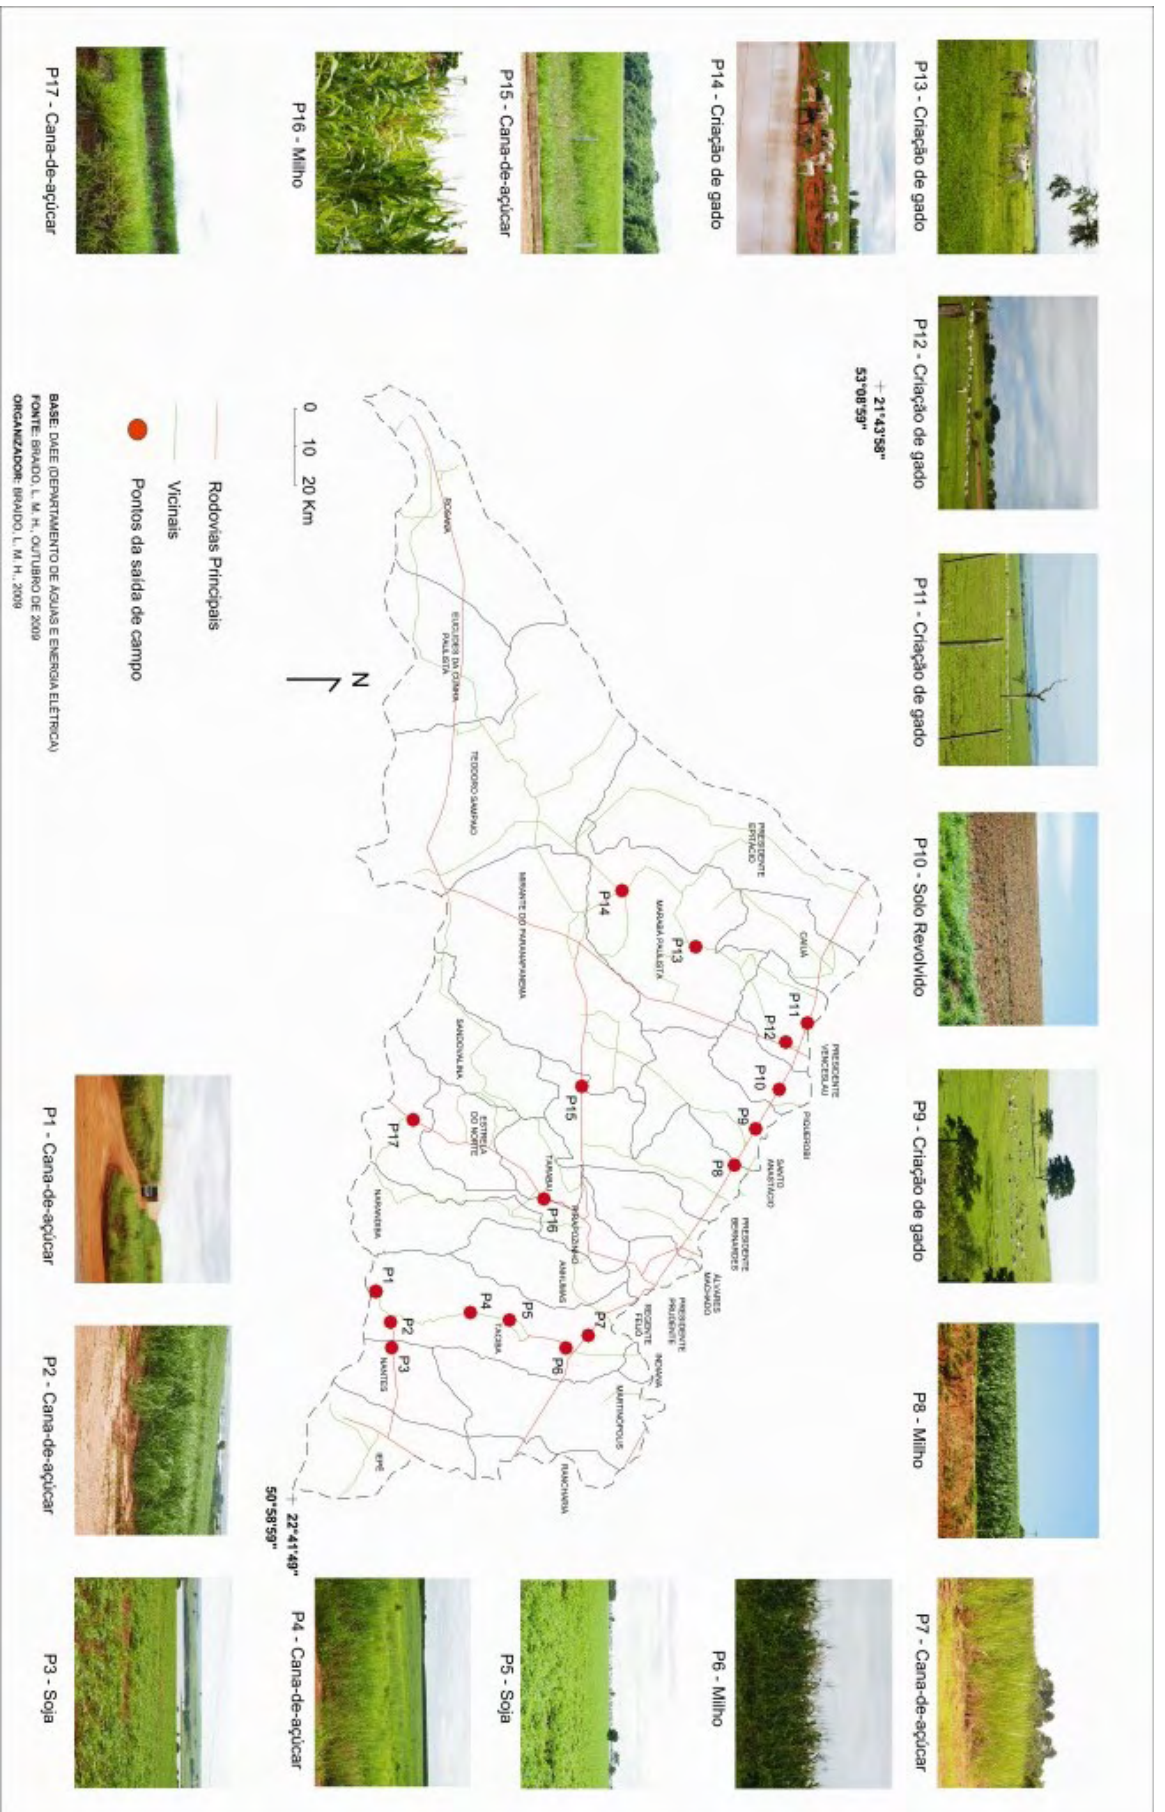 P13 - Criação de gado
P12 - Criação de gado
P11 - Criação de gado
P10 - Solo Revolvido
P9 - Criação de gado
P8 - Milho
P7 - Cana-de-açúcar
P14 - Criação de gado
P6 - Milho
P15 - Cana-de-açúcar
P5 - Soja
P16 - Milho
P4 - Cana-de-açúcar
P17 - Cana-de-açúcar
P1 - Cana-de-açúcar
P2 - Cana-de-açúcar
P3 - Soja
21°43'58"
53°08'59"
PRESIDENTE
EPITÁCIO
CAIUÁ
P11
P12
PRESIDENTE
VENCESLAU
P10
PIQUEROBI
P9
P8
SANTO
ANASTÁCIO
PRESIDENTE
BERNARDES
ÁLVARES
MACHADO
PRESIDENTE
PRUDENTE
REGENTE
FEIJÓ
INDIANA
MARTINÓPOLIS
RANCHARIA
P13
MARABÁ PAULISTA
P14
MIRANTE DO PARANAPANEMA
P15
TEODORO SAMPAIO
EUCLIDES DA CUNHA
PAULISTA
ROSANA
SANDOVALINA
ESTRELA
DO NORTE
TARABAI
P16
PIRAPOZINHO
ANHUMAS
P17
NARANDIBA
P7
P6
P5
TACIBA
P4
P1
P2
P3
NANTES
IEPÊ
22°41'49"
50°58'59"
N
0 10 20 Km
Rodovias Principais
Vicinais
Pontos da saída de campo
BASE: DAEE (DEPARTAMENTO DE ÁGUAS E ENERGIA ELÉTRICA)
FONTE: BRAIDO, L. M. H., OUTUBRO DE 2009
ORGANIZADOR: BRAIDO, L. M. H., 2009